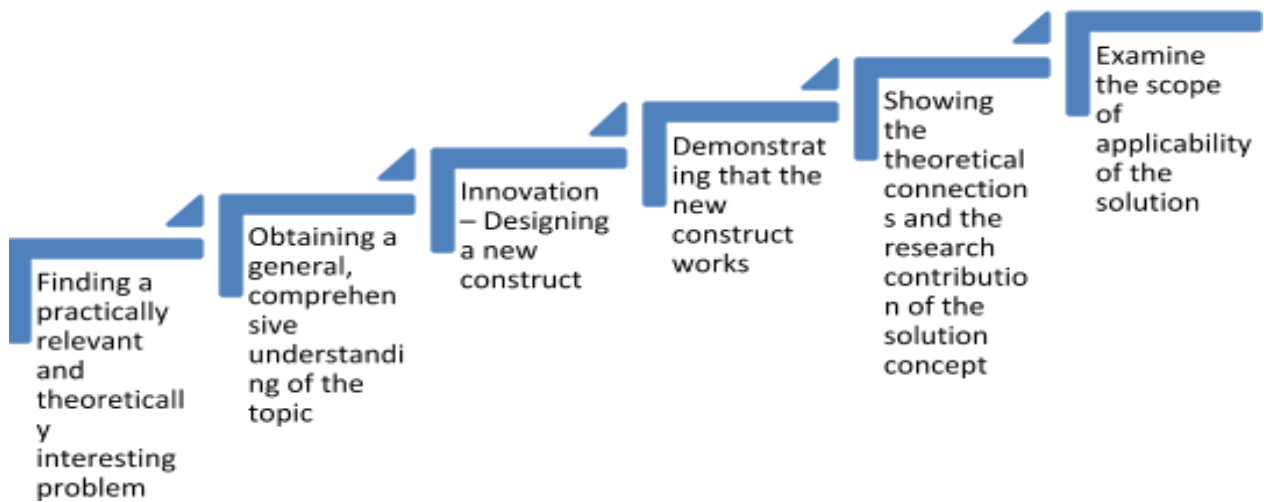 Finding a
practically
relevant
and
theoreticall
y
interesting
problem
Obtaining a
general,
comprehen
sive
understandi
ng of the
topic
Innovation
– Designing
a new
construct
Demonstrat
ing that the
new
construct
works
Showing
the
theoretical
connection
s and the
research
contributio
n of the
solution
concept
Examine
the scope
of
applicability
of the
solution